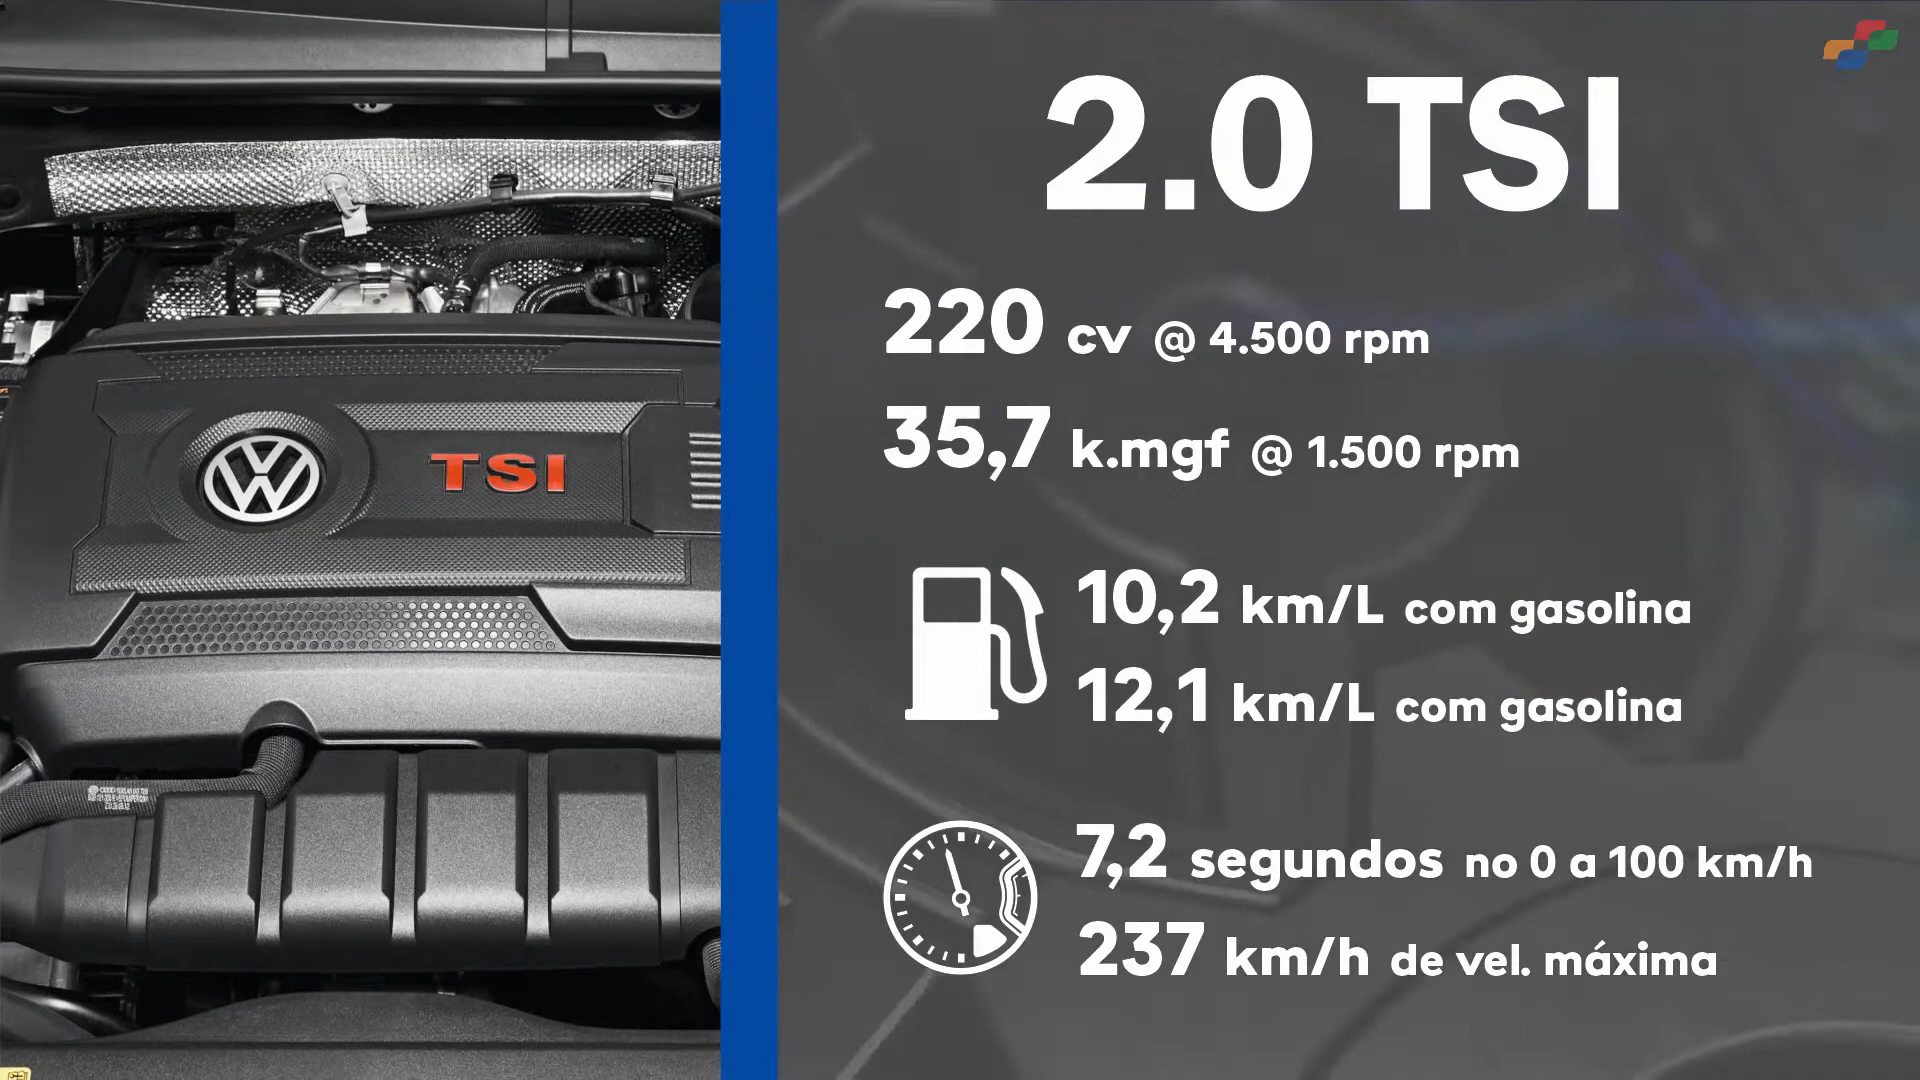 2.0 TSI
220 cv @ 4.500 rpm
35,7 k.mgf @ 1.500 rpm
10,2 km/L com gasolina
12,1 km/L com gasolina
7,2 segundos no 0 a 100 km/h
237 km/h de vel. máxima
TSI